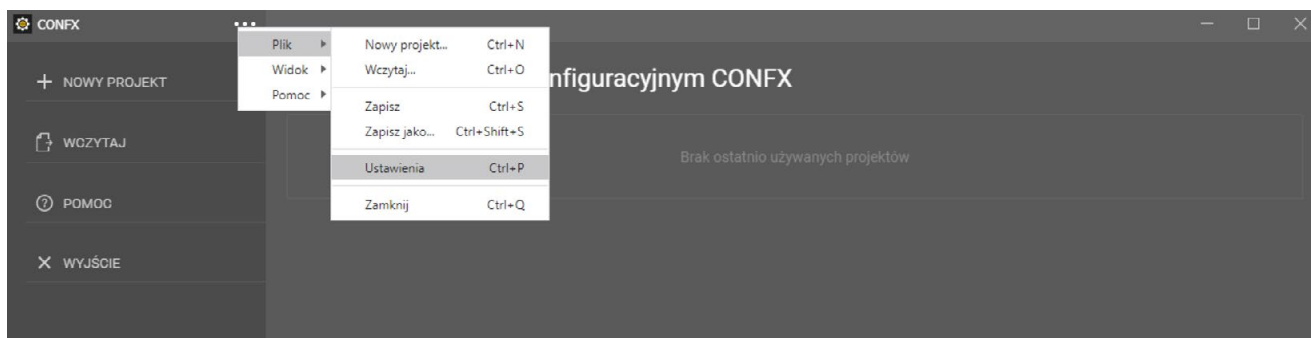 CONFX
Plik
Widok
Pomoc
Nowy projekt... Ctrl+N
Wczytaj... Ctrl+O
Zapisz Ctrl+S
Zapisz jako... Ctrl+Shift+S
Ustawienia Ctrl+P
Zamknij Ctrl+Q
NOWY PROJEKT
WCZYTAJ
POMOC
WYJŚCIE
nfiguracyjnym CONFX
Brak ostatnio używanych projektów